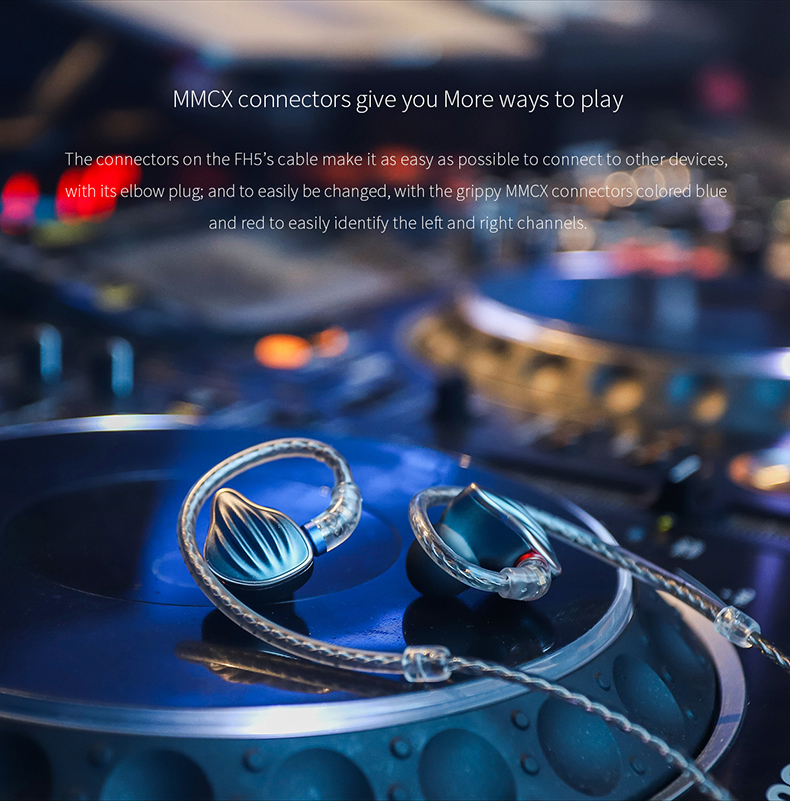 MMCX connectors give you More ways to play
The connectors on the FH5’s cable make it as easy as possible to connect to other devices,
with its elbow plug; and to easily be changed, with the grippy MMCX connectors colored blue
and red to easily identify the left and right channels.